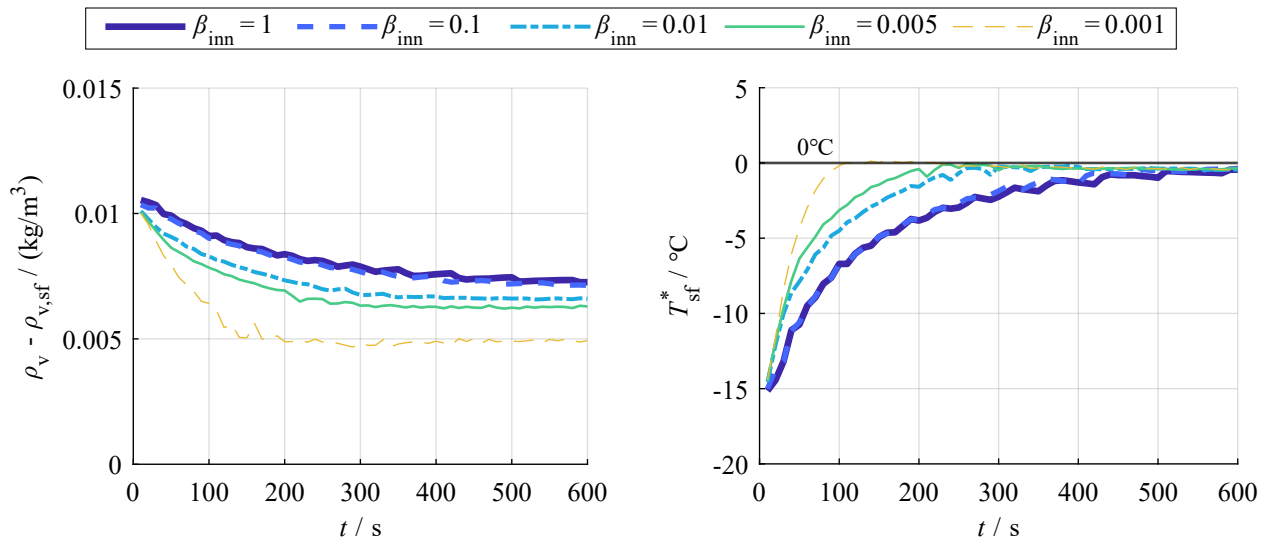 β_inn = 1 β_inn = 0.1 β_inn = 0.01 β_inn = 0.005 β_inn = 0.001
0.015
0.01
0.005
0
ρ_v - ρ_v,sf / (kg/m³)
0 100 200 300 400 500 600
t / s
5
0
-5
-10
-15
-20
0℃
T*_sf / ℃
0 100 200 300 400 500 600
t / s